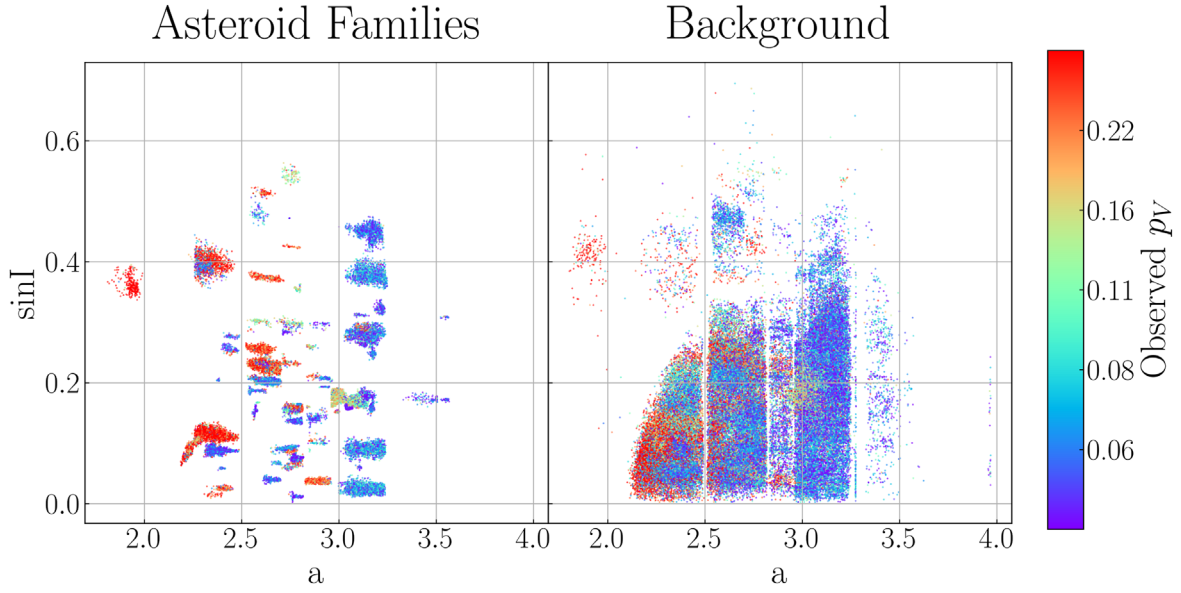 Asteroid Families
Background
sinI
0.6
0.4
0.2
0.0
2.0 2.5 3.0 3.5 4.0
a
2.0 2.5 3.0 3.5 4.0
a
0.22
0.16
0.11
0.08
0.06
Observed p_V